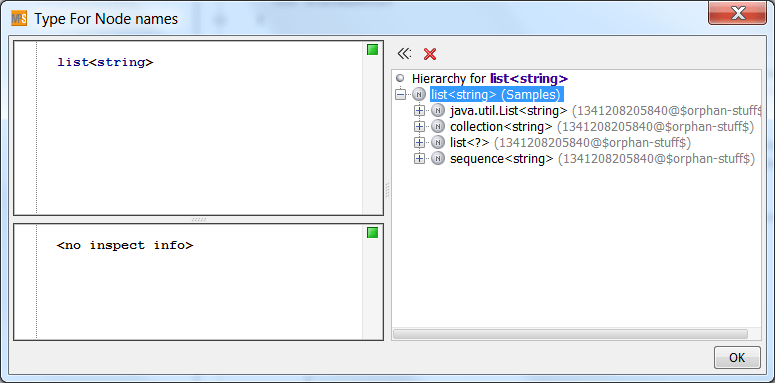 MPS Type For Node names
list<string>
<no inspect info>
Hierarchy for list<string>
list<string> (Samples)
java.util.List<string> (1341208205840@$orphan-stuff$
collection<string> (1341208205840@$orphan-stuff$)
list<?> (1341208205840@$orphan-stuff$)
sequence<string> (1341208205840@$orphan-stuff$)
OK